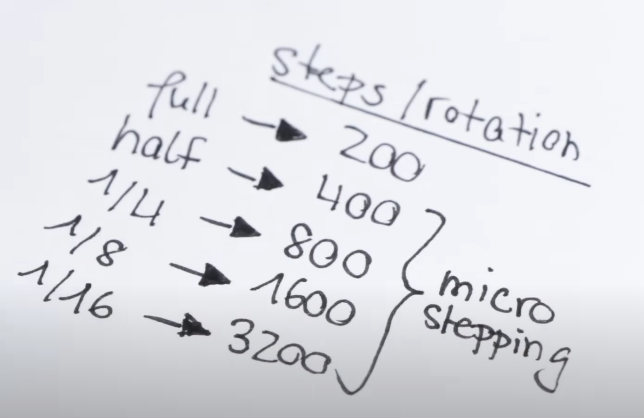 steps/rotation
full → 200
half → 400
1/4 → 800
1/8 → 1600
1/16 → 3200
micro
stepping